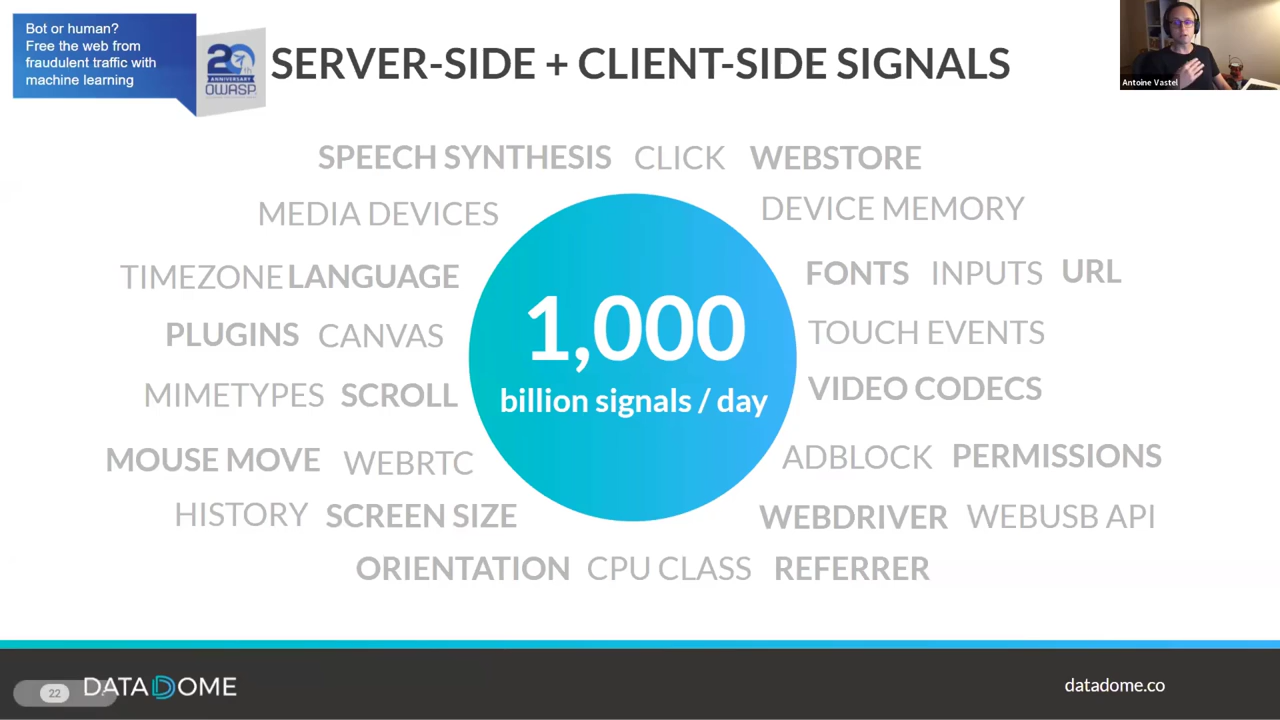 Bot or human?
Free the web from
fraudulent traffic with
machine learning
20th
ANNIVERSARY
OWASP
SERVER-SIDE + CLIENT-SIDE SIGNALS
Antoine Vastel
SPEECH SYNTHESIS CLICK WEBSTORE
MEDIA DEVICES DEVICE MEMORY
TIMEZONE LANGUAGE FONTS INPUTS URL
PLUGINS CANVAS TOUCH EVENTS
1,000
billion signals / day
MIMETYPES SCROLL VIDEO CODECS
MOUSE MOVE WEBRTC ADBLOCK PERMISSIONS
HISTORY SCREEN SIZE WEBDRIVER WEBUSB API
ORIENTATION CPU CLASS REFERRER
22 DATADOME datadome.co